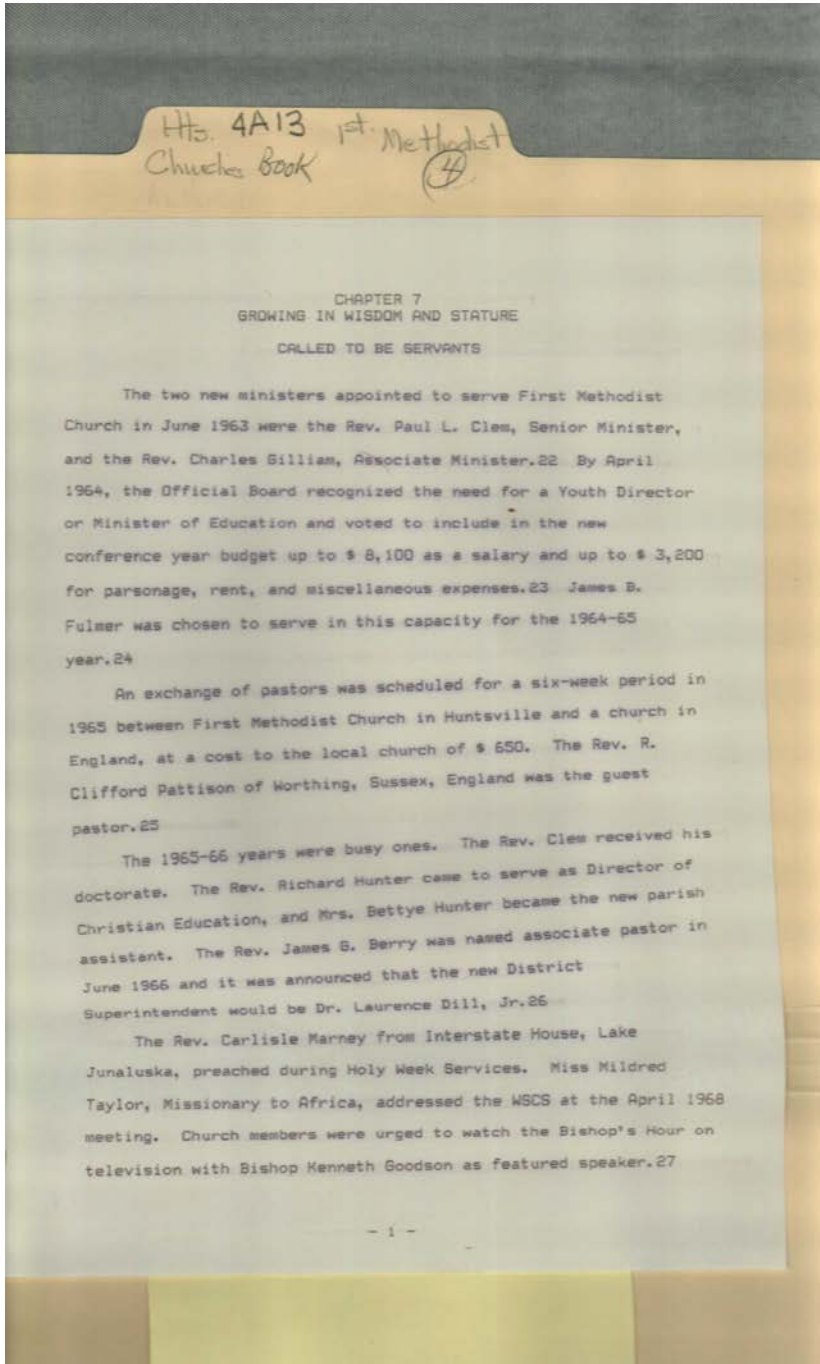 Hts. 4A13 1st. Methodist
Churches Book 4
CHAPTER 7
GROWING IN WISDOM AND STATURE
CALLED TO BE SERVANTS
The two new ministers appointed to serve First Methodist
Church in June 1963 were the Rev. Paul L. Clem, Senior Minister,
and the Rev. Charles Gilliam, Associate Minister.22 By April
1964, the Official Board recognized the need for a Youth Director
or Minister of Education and voted to include in the new
conference year budget up to $ 8,100 as a salary and up to $ 3,200
for parsonage, rent, and miscellaneous expenses.23 James B.
Fulmer was chosen to serve in this capacity for the 1964-65
year.24
An exchange of pastors was scheduled for a six-week period in
1965 between First Methodist Church in Huntsville and a church in
England, at a cost to the local church of $ 650. The Rev. R.
Clifford Pattison of Worthing, Sussex, England was the guest
pastor.25
The 1965-66 years were busy ones. The Rev. Clem received his
doctorate. The Rev. Richard Hunter came to serve as Director of
Christian Education, and Mrs. Bettye Hunter became the new parish
assistant. The Rev. James G. Berry was named associate pastor in
June 1966 and it was announced that the new District
Superintendent would be Dr. Laurence Dill, Jr.26
The Rev. Carlisle Marney from Interstate House, Lake
Junaluska, preached during Holy Week Services. Miss Mildred
Taylor, Missionary to Africa, addressed the WSCS at the April 1968
meeting. Church members were urged to watch the Bishop's Hour on
television with Bishop Kenneth Goodson as featured speaker.27
- 1 -